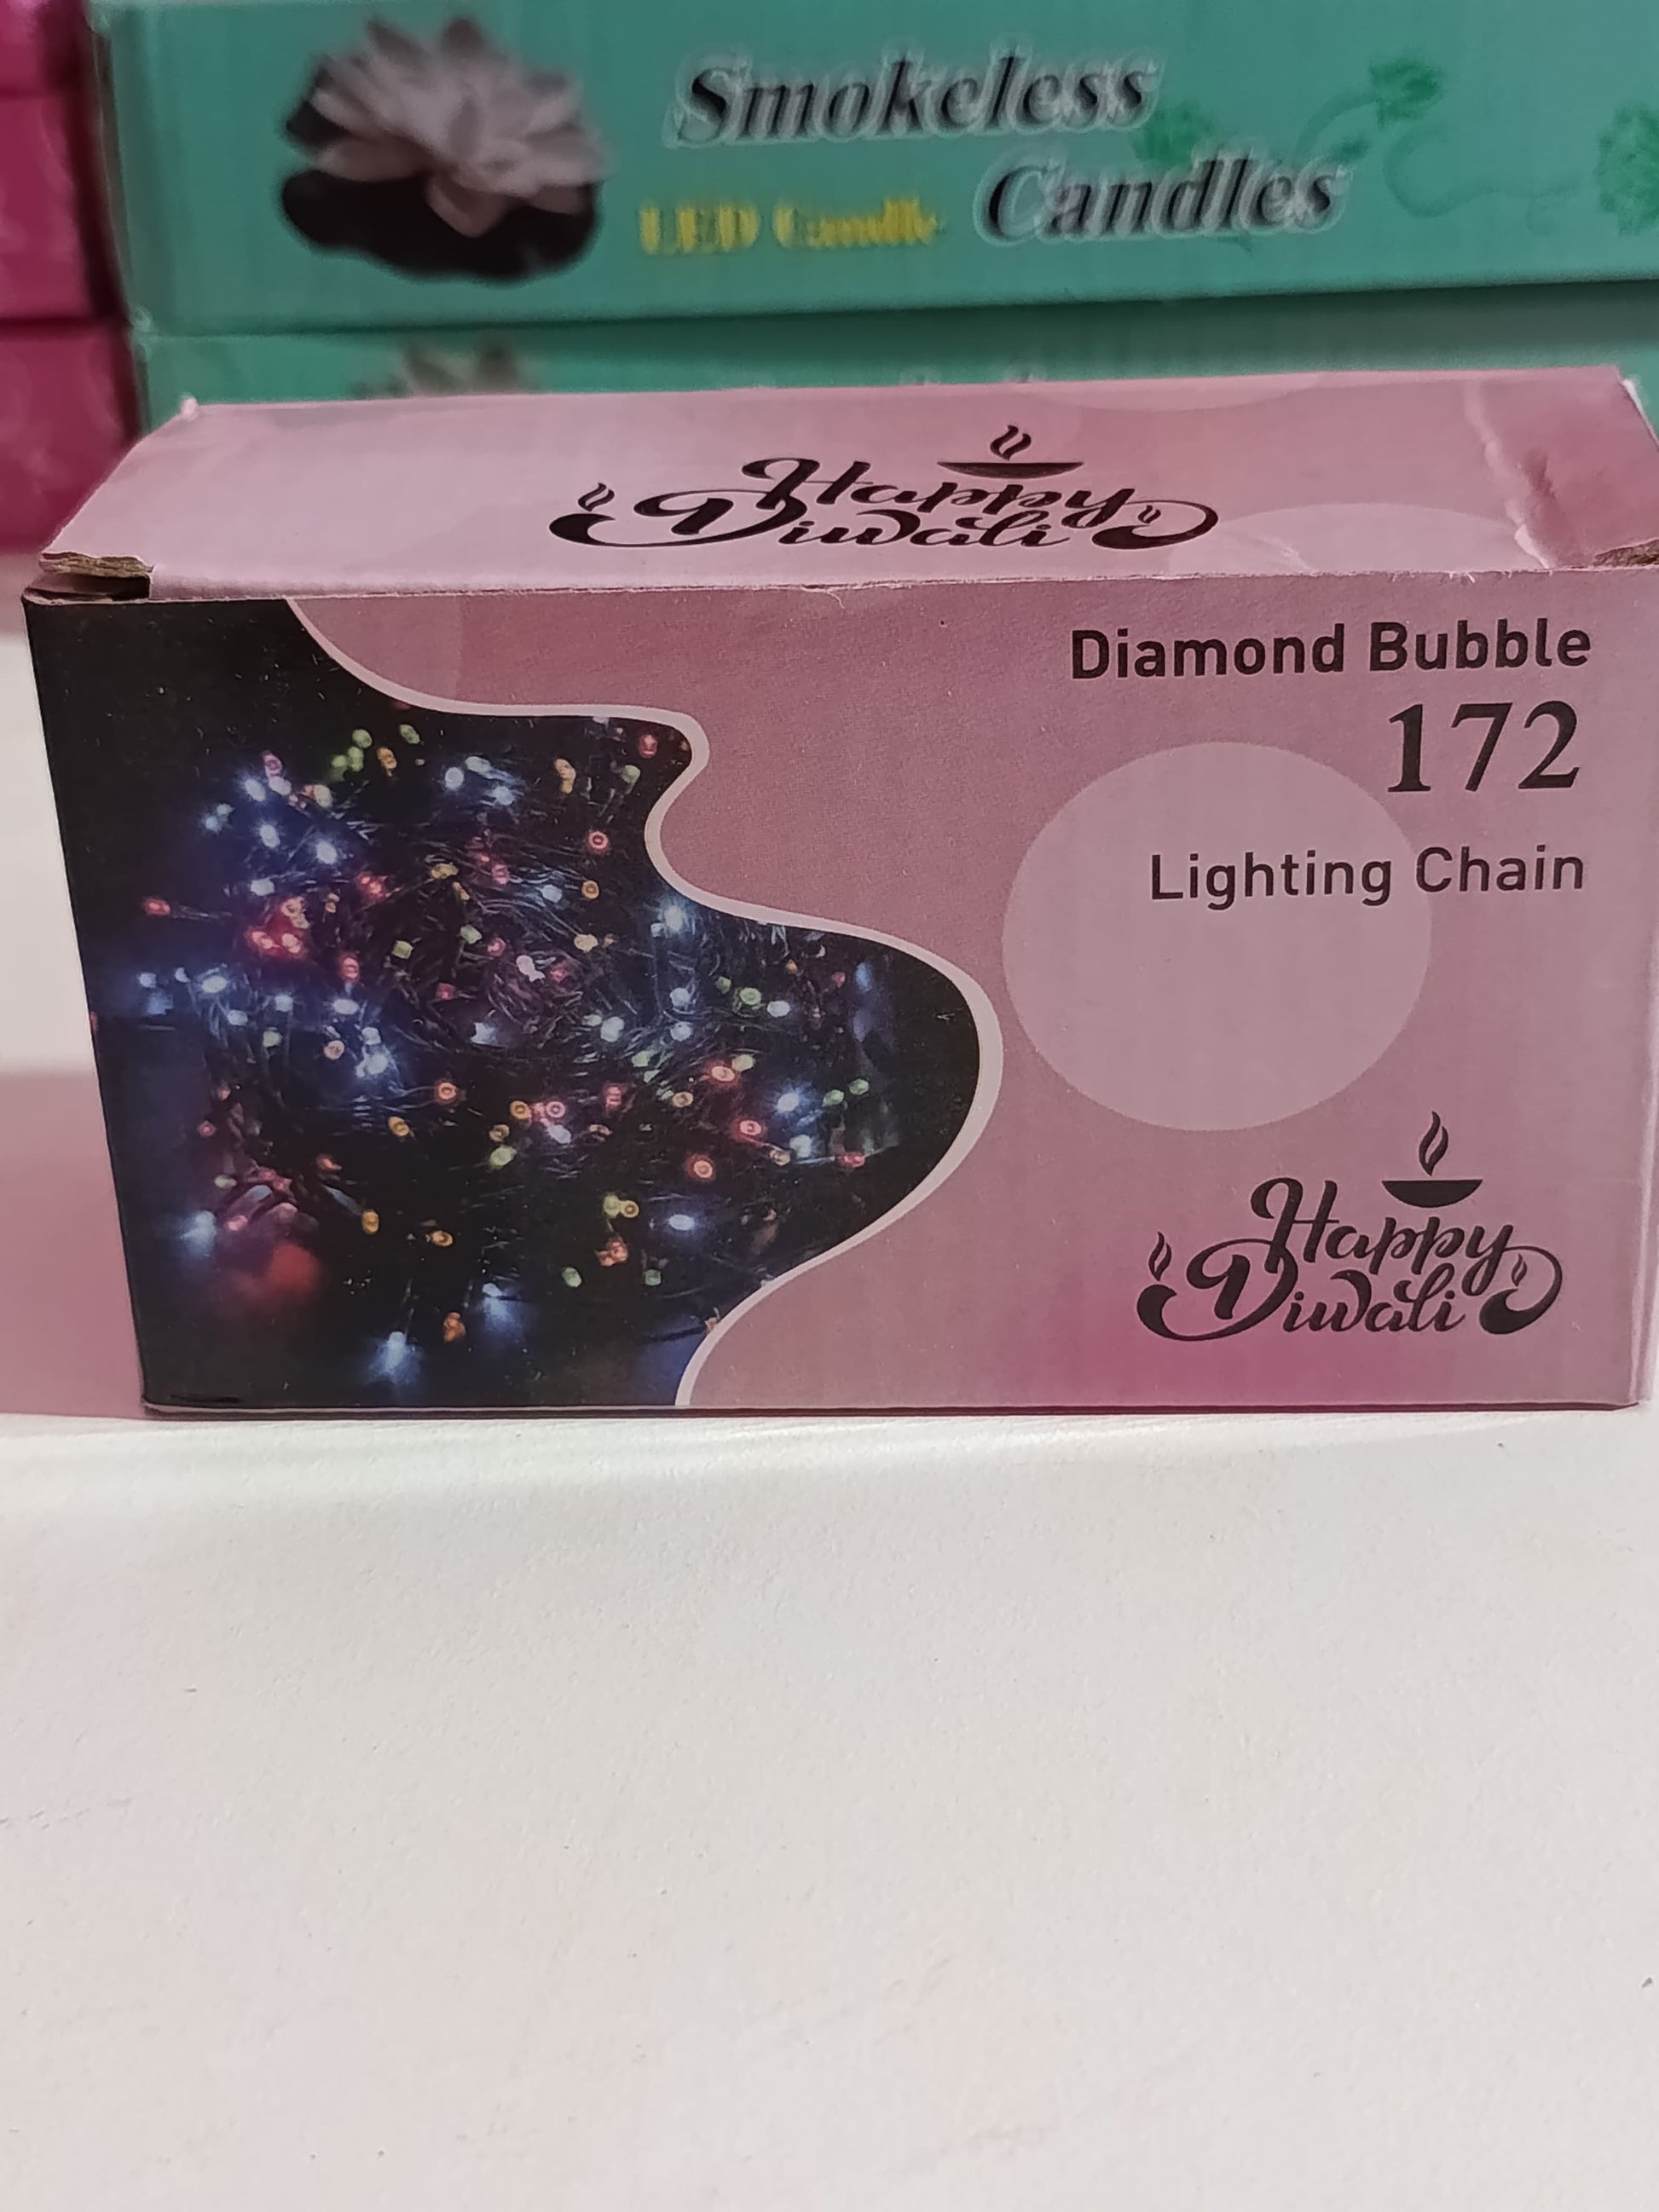 Smokeless
LED Candle Candles
Happy
Diwali
Diamond Bubble
172
Lighting Chain
Happy
Diwali